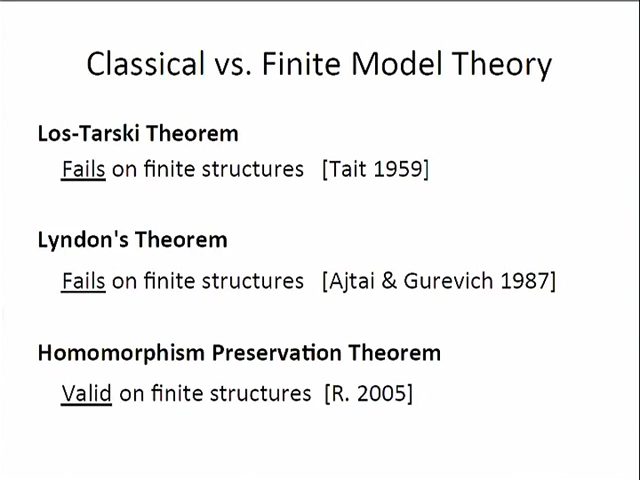 Classical vs. Finite Model Theory
Los-Tarski Theorem
Fails on finite structures [Tait 1959]
Lyndon's Theorem
Fails on finite structures [Ajtai & Gurevich 1987]
Homomorphism Preservation Theorem
Valid on finite structures [R. 2005]